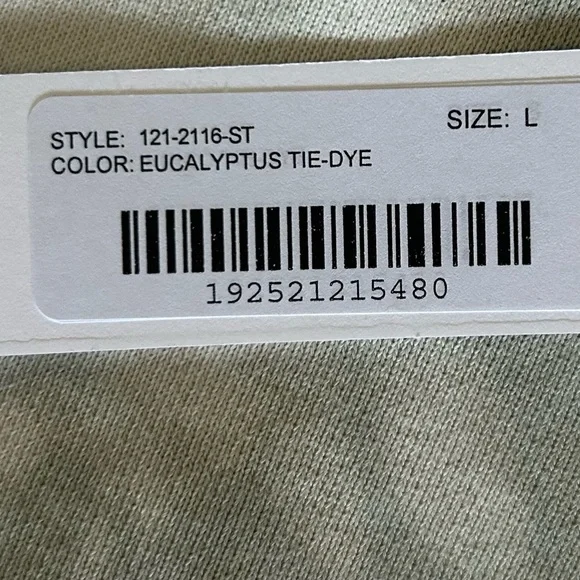 STYLE: 121-2116-ST
SIZE: L
COLOR: EUCALYPTUS TIE-DYE
192521215480